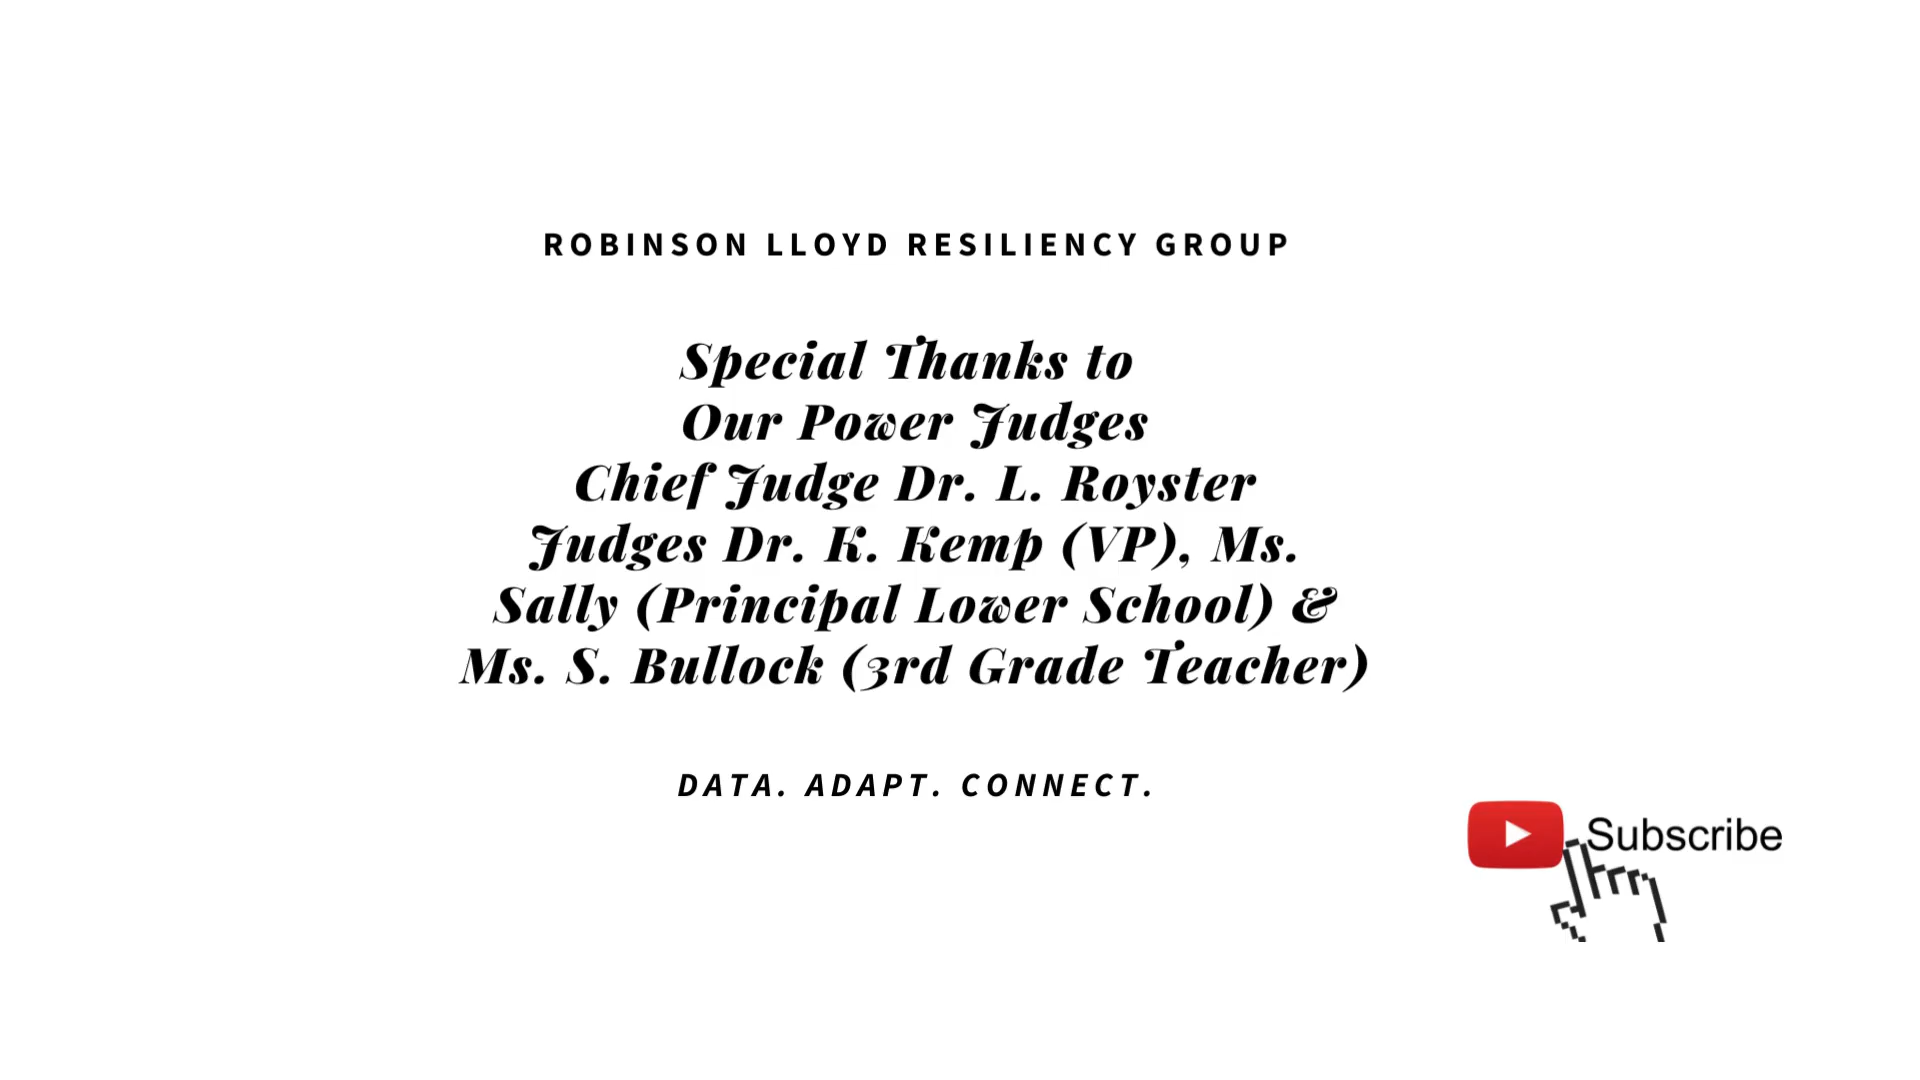 ROBINSON LLOYD RESILIENCY GROUP
Special Thanks to
Our Power Judges
Chief Judge Dr. L. Royster
Judges Dr. K. Kemp (VP), Ms.
Sally (Principal Lower School) &
Ms. S. Bullock (3rd Grade Teacher)
DATA. ADAPT. CONNECT.
Subscribe